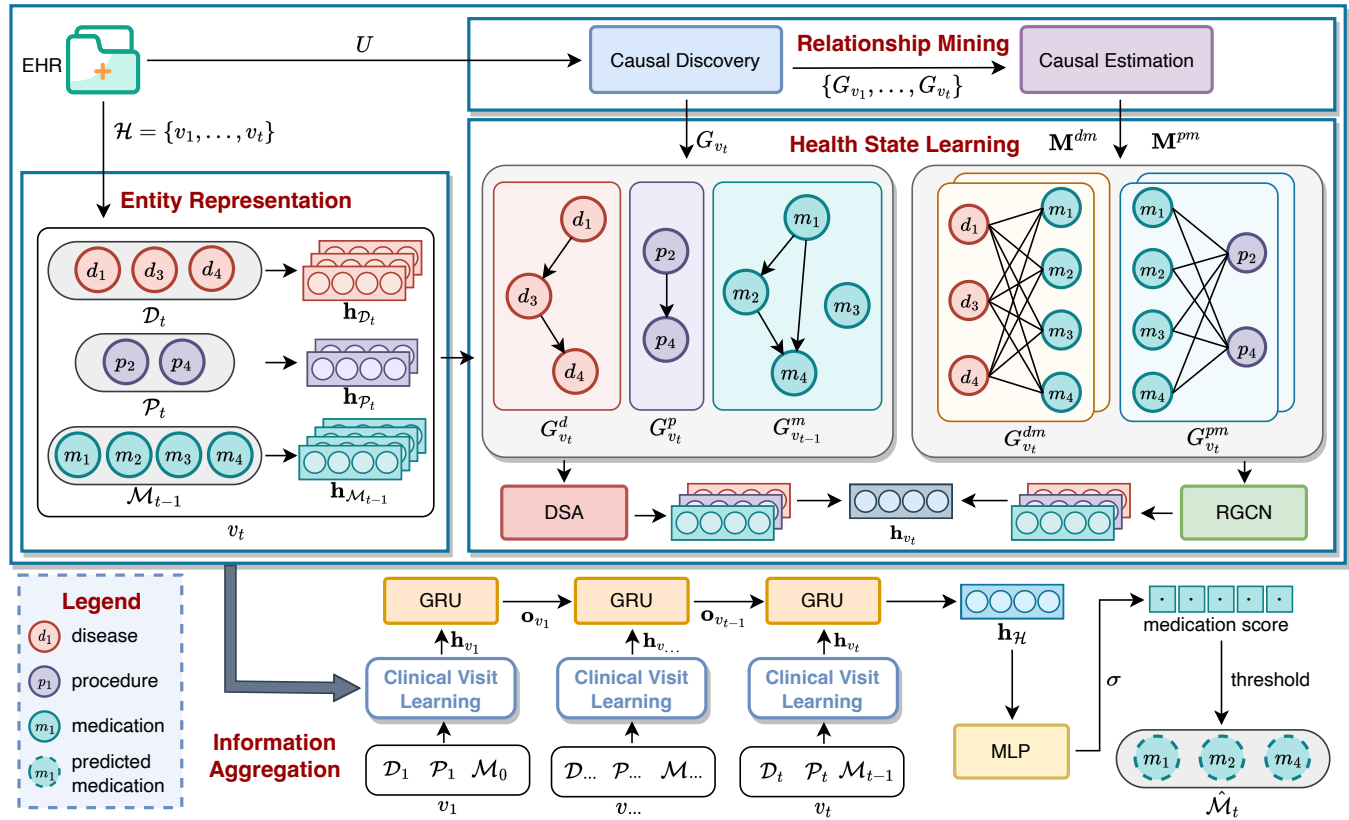 EHR
U
Causal Discovery
Relationship Mining
{G_{v_1}, . . . , G_{v_t}}
Causal Estimation
ℋ = {v_1, . . . , v_t}
G_{v_t}
Health State Learning
M^{dm}
M^{pm}
Entity Representation
d_1 d_3 d_4
𝒟_t
h_{𝒟_t}
p_2 p_4
𝒫_t
h_{𝒫_t}
m_1 m_2 m_3 m_4
ℳ_{t−1}
h_{ℳ_{t−1}}
v_t
d_1
d_3
d_4
G^d_{v_t}
p_2
p_4
G^p_{v_t}
m_1
m_2
m_3
m_4
G^m_{v_{t−1}}
d_1
d_3
d_4
m_1
m_2
m_3
m_4
G^{dm}_{v_t}
m_1
m_2
m_3
m_4
p_2
p_4
G^{pm}_{v_t}
DSA
h_{v_t}
RGCN
Legend
d_1 disease
p_1 procedure
m_1 medication
m_1 predicted
medication
Information
Aggregation
GRU
o_{v_1}
GRU
o_{v_{t−1}}
GRU
h_{v_1}
h_{v_{...}}
h_{v_t}
Clinical Visit
Learning
Clinical Visit
Learning
Clinical Visit
Learning
𝒟_1 𝒫_1 ℳ_0
v_1
𝒟_{...} 𝒫_{...} ℳ_{...}
v_{...}
𝒟_t 𝒫_t ℳ_{t−1}
v_t
h_ℋ
MLP
σ
medication score
threshold
m_1 m_2 m_4
ℳ̂_t